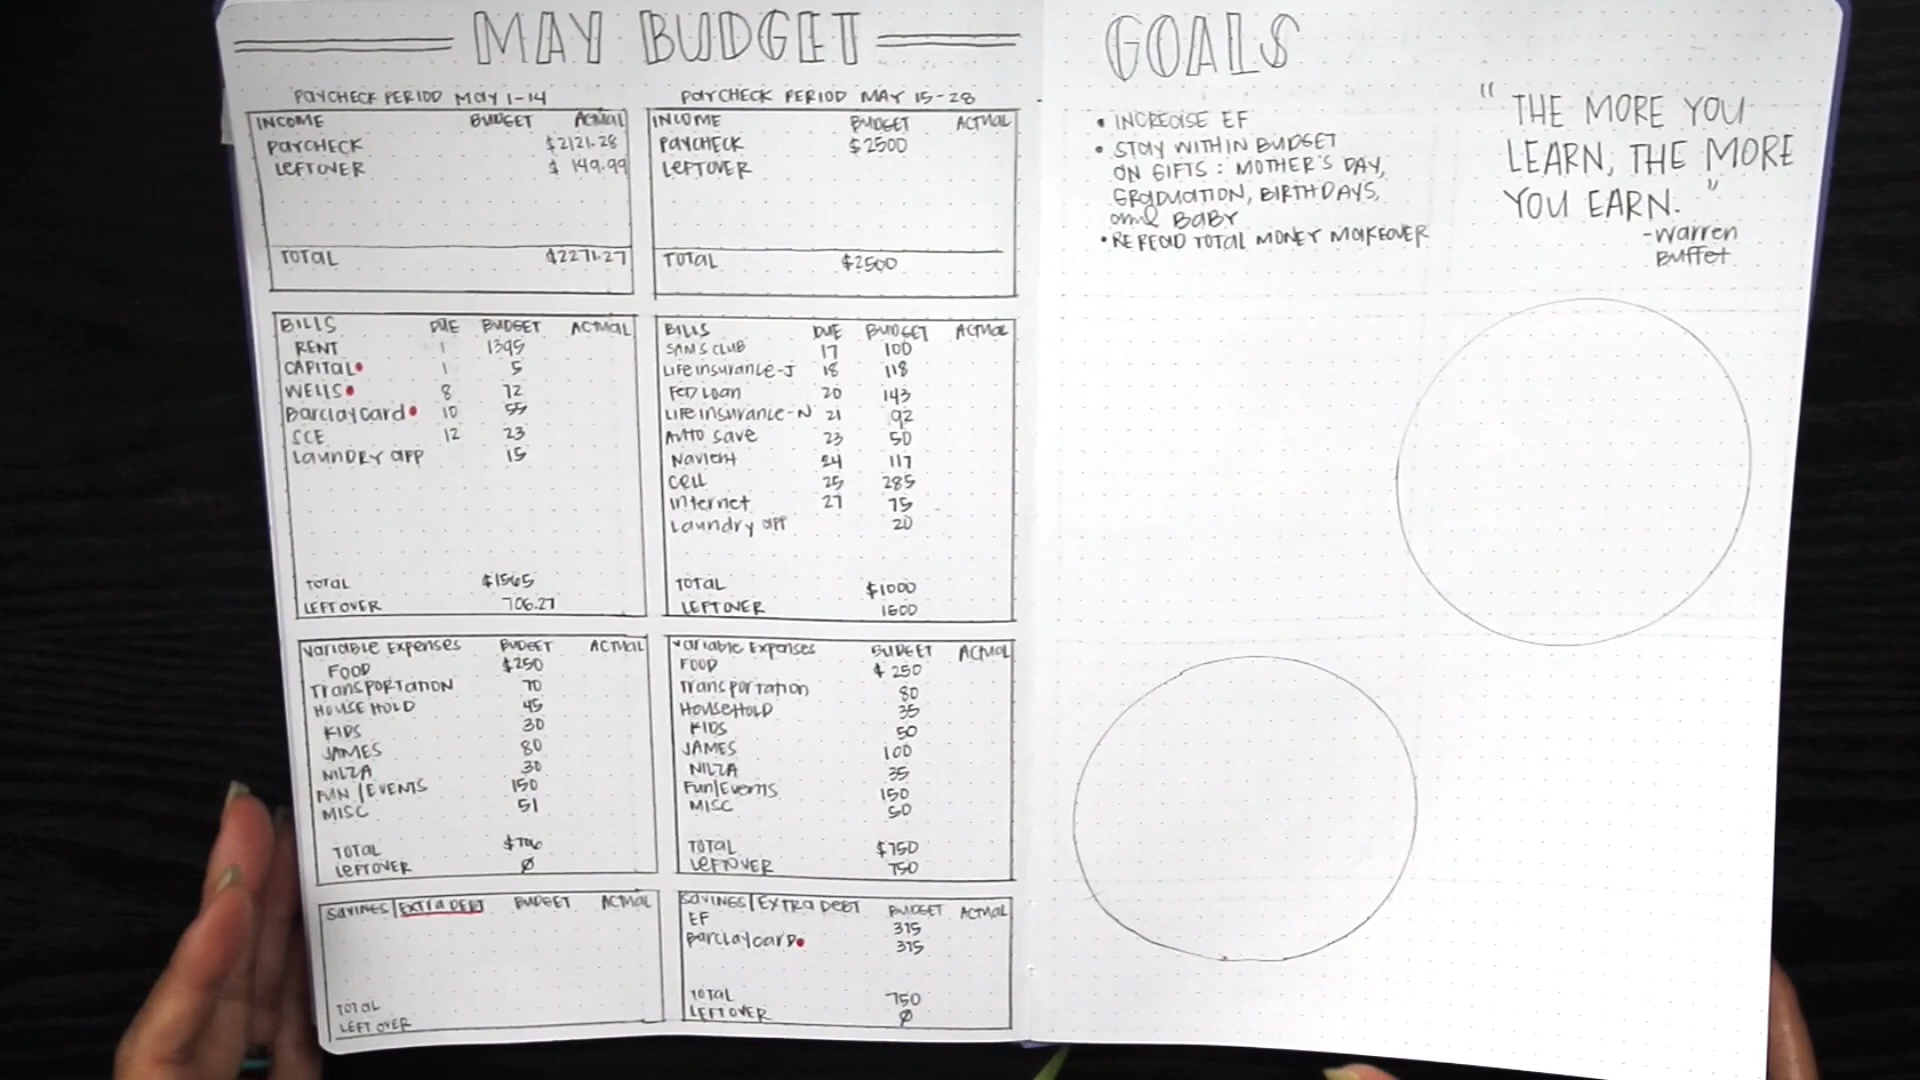 MAY BUDGET
PAYCHECK PERIOD MAY 1-14
INCOME BUDGET ACTUAL
PAYCHECK $2121.28
LEFTOVER $149.99
TOTAL $2271.27
BILLS DUE BUDGET ACTUAL
RENT 1 1395
CAPITAL 1 5
WELLS 8 72
Barclaycard 10 55
SCE 12 23
LAUNDRY APP 15
TOTAL $1565
LEFTOVER 706.27
Variable Expenses BUDGET ACTUAL
FOOD $250
TRANSPORTATION 70
HOUSEHOLD 45
KIDS 30
JAMES 80
NILZA 30
FUN/EVENTS 150
MISC 51
TOTAL $706
LEFTOVER Ø
SAVINGS/EXTRA DEBT BUDGET ACTUAL
TOTAL
LEFT OVER
PAYCHECK PERIOD MAY 15-28
INCOME BUDGET ACTUAL
PAYCHECK $2500
LEFTOVER
TOTAL $2500
BILLS DUE BUDGET ACTUAL
SAMS CLUB 17 100
Life insurance-J 18 118
FED LOAN 20 143
LIFE INSURANCE-N 21 92
AUTO SAVE 23 50
Navient 24 117
CELL 25 285
Internet 27 75
Laundry app 20
TOTAL $1000
LEFTOVER 1500
Variable Expenses BUDGET ACTUAL
FOOD $250
Transportation 80
HOUSEHOLD 35
KIDS 50
JAMES 100
NILZA 35
Fun/Events 150
MISC 50
TOTAL $750
LEFTOVER 750
SAVINGS/EXTRA DEBT BUDGET ACTUAL
EF 375
Barclaycard 375
TOTAL 750
LEFTOVER Ø
GOALS
• INCREASE EF
• STAY WITHIN BUDGET
ON GIFTS: MOTHER'S DAY,
GRADUATION, BIRTHDAYS,
and BABY
• REREAD TOTAL MONEY MAKEOVER
"THE MORE YOU
LEARN, THE MORE
YOU EARN."
-Warren
Buffet